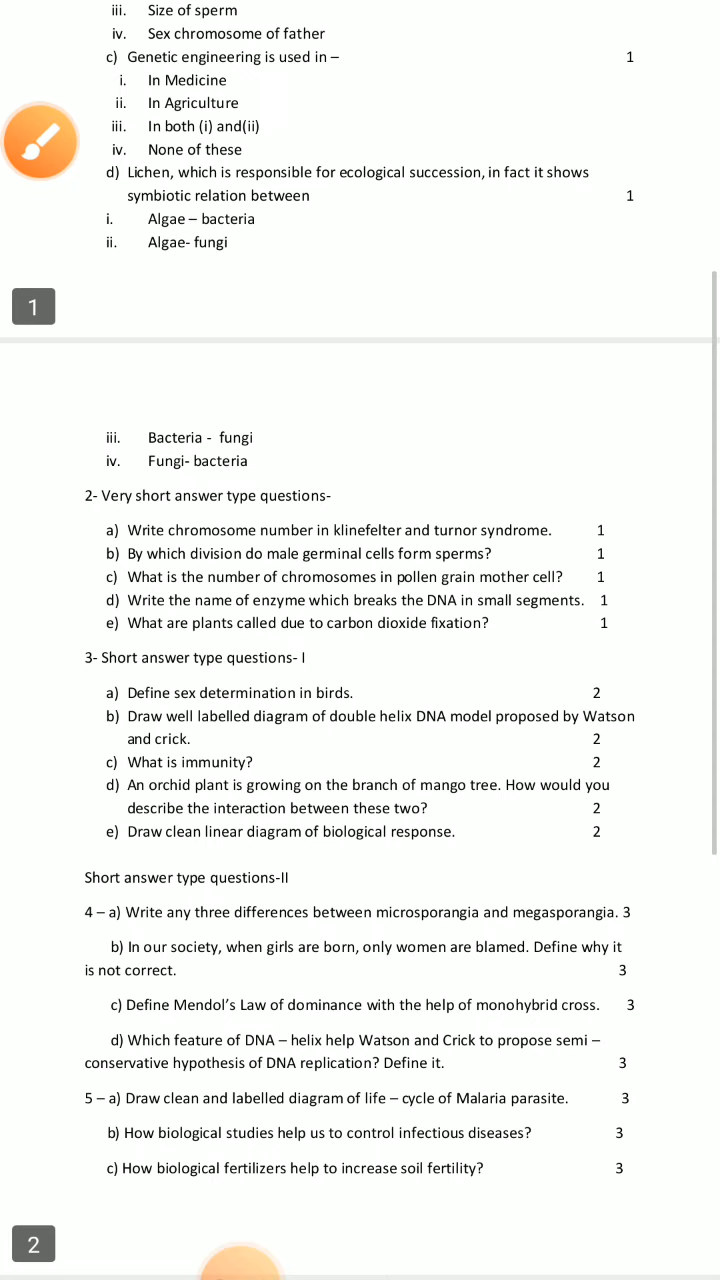 iii. Size of sperm
iv. Sex chromosome of father
c) Genetic engineering is used in – 1
i. In Medicine
ii. In Agriculture
iii. In both (i) and(ii)
iv. None of these
d) Lichen, which is responsible for ecological succession, in fact it shows
symbiotic relation between 1
i. Algae – bacteria
ii. Algae- fungi
1
iii. Bacteria - fungi
iv. Fungi- bacteria
2- Very short answer type questions-
a) Write chromosome number in klinefelter and turnor syndrome. 1
b) By which division do male germinal cells form sperms? 1
c) What is the number of chromosomes in pollen grain mother cell? 1
d) Write the name of enzyme which breaks the DNA in small segments. 1
e) What are plants called due to carbon dioxide fixation? 1
3- Short answer type questions- I
a) Define sex determination in birds. 2
b) Draw well labelled diagram of double helix DNA model proposed by Watson
and crick. 2
c) What is immunity? 2
d) An orchid plant is growing on the branch of mango tree. How would you
describe the interaction between these two? 2
e) Draw clean linear diagram of biological response. 2
Short answer type questions-II
4 – a) Write any three differences between microsporangia and megasporangia. 3
b) In our society, when girls are born, only women are blamed. Define why it
is not correct. 3
c) Define Mendol’s Law of dominance with the help of monohybrid cross. 3
d) Which feature of DNA – helix help Watson and Crick to propose semi –
conservative hypothesis of DNA replication? Define it. 3
5 – a) Draw clean and labelled diagram of life – cycle of Malaria parasite. 3
b) How biological studies help us to control infectious diseases? 3
c) How biological fertilizers help to increase soil fertility? 3
2